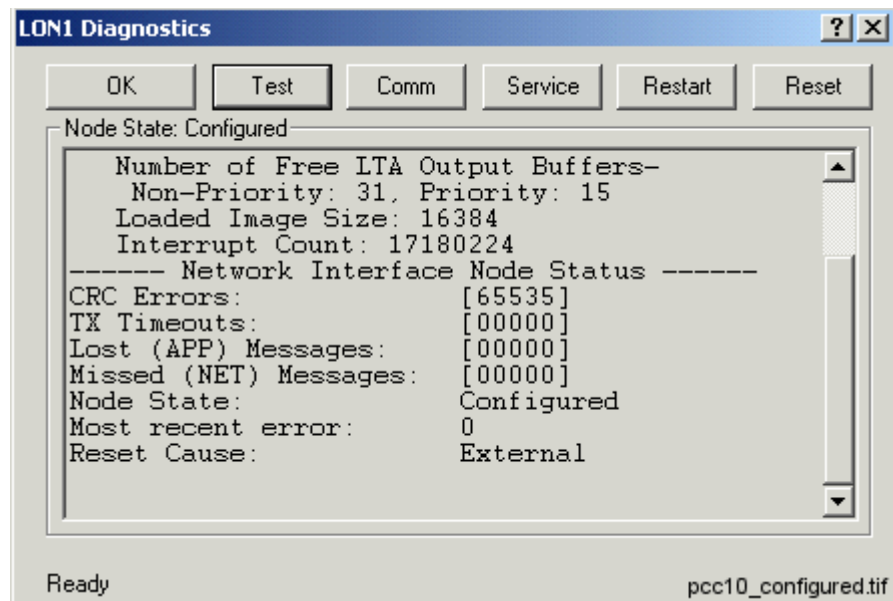 LON1 Diagnostics
? ×
OK Test Comm Service Restart Reset
Node State: Configured
Number of Free LTA Output Buffers-
Non-Priority: 31, Priority: 15
Loaded Image Size: 16384
Interrupt Count: 17180224
------ Network Interface Node Status ------
CRC Errors: [65535]
TX Timeouts: [00000]
Lost (APP) Messages: [00000]
Missed (NET) Messages: [00000]
Node State: Configured
Most recent error: 0
Reset Cause: External
Ready pcc10_configured.tif